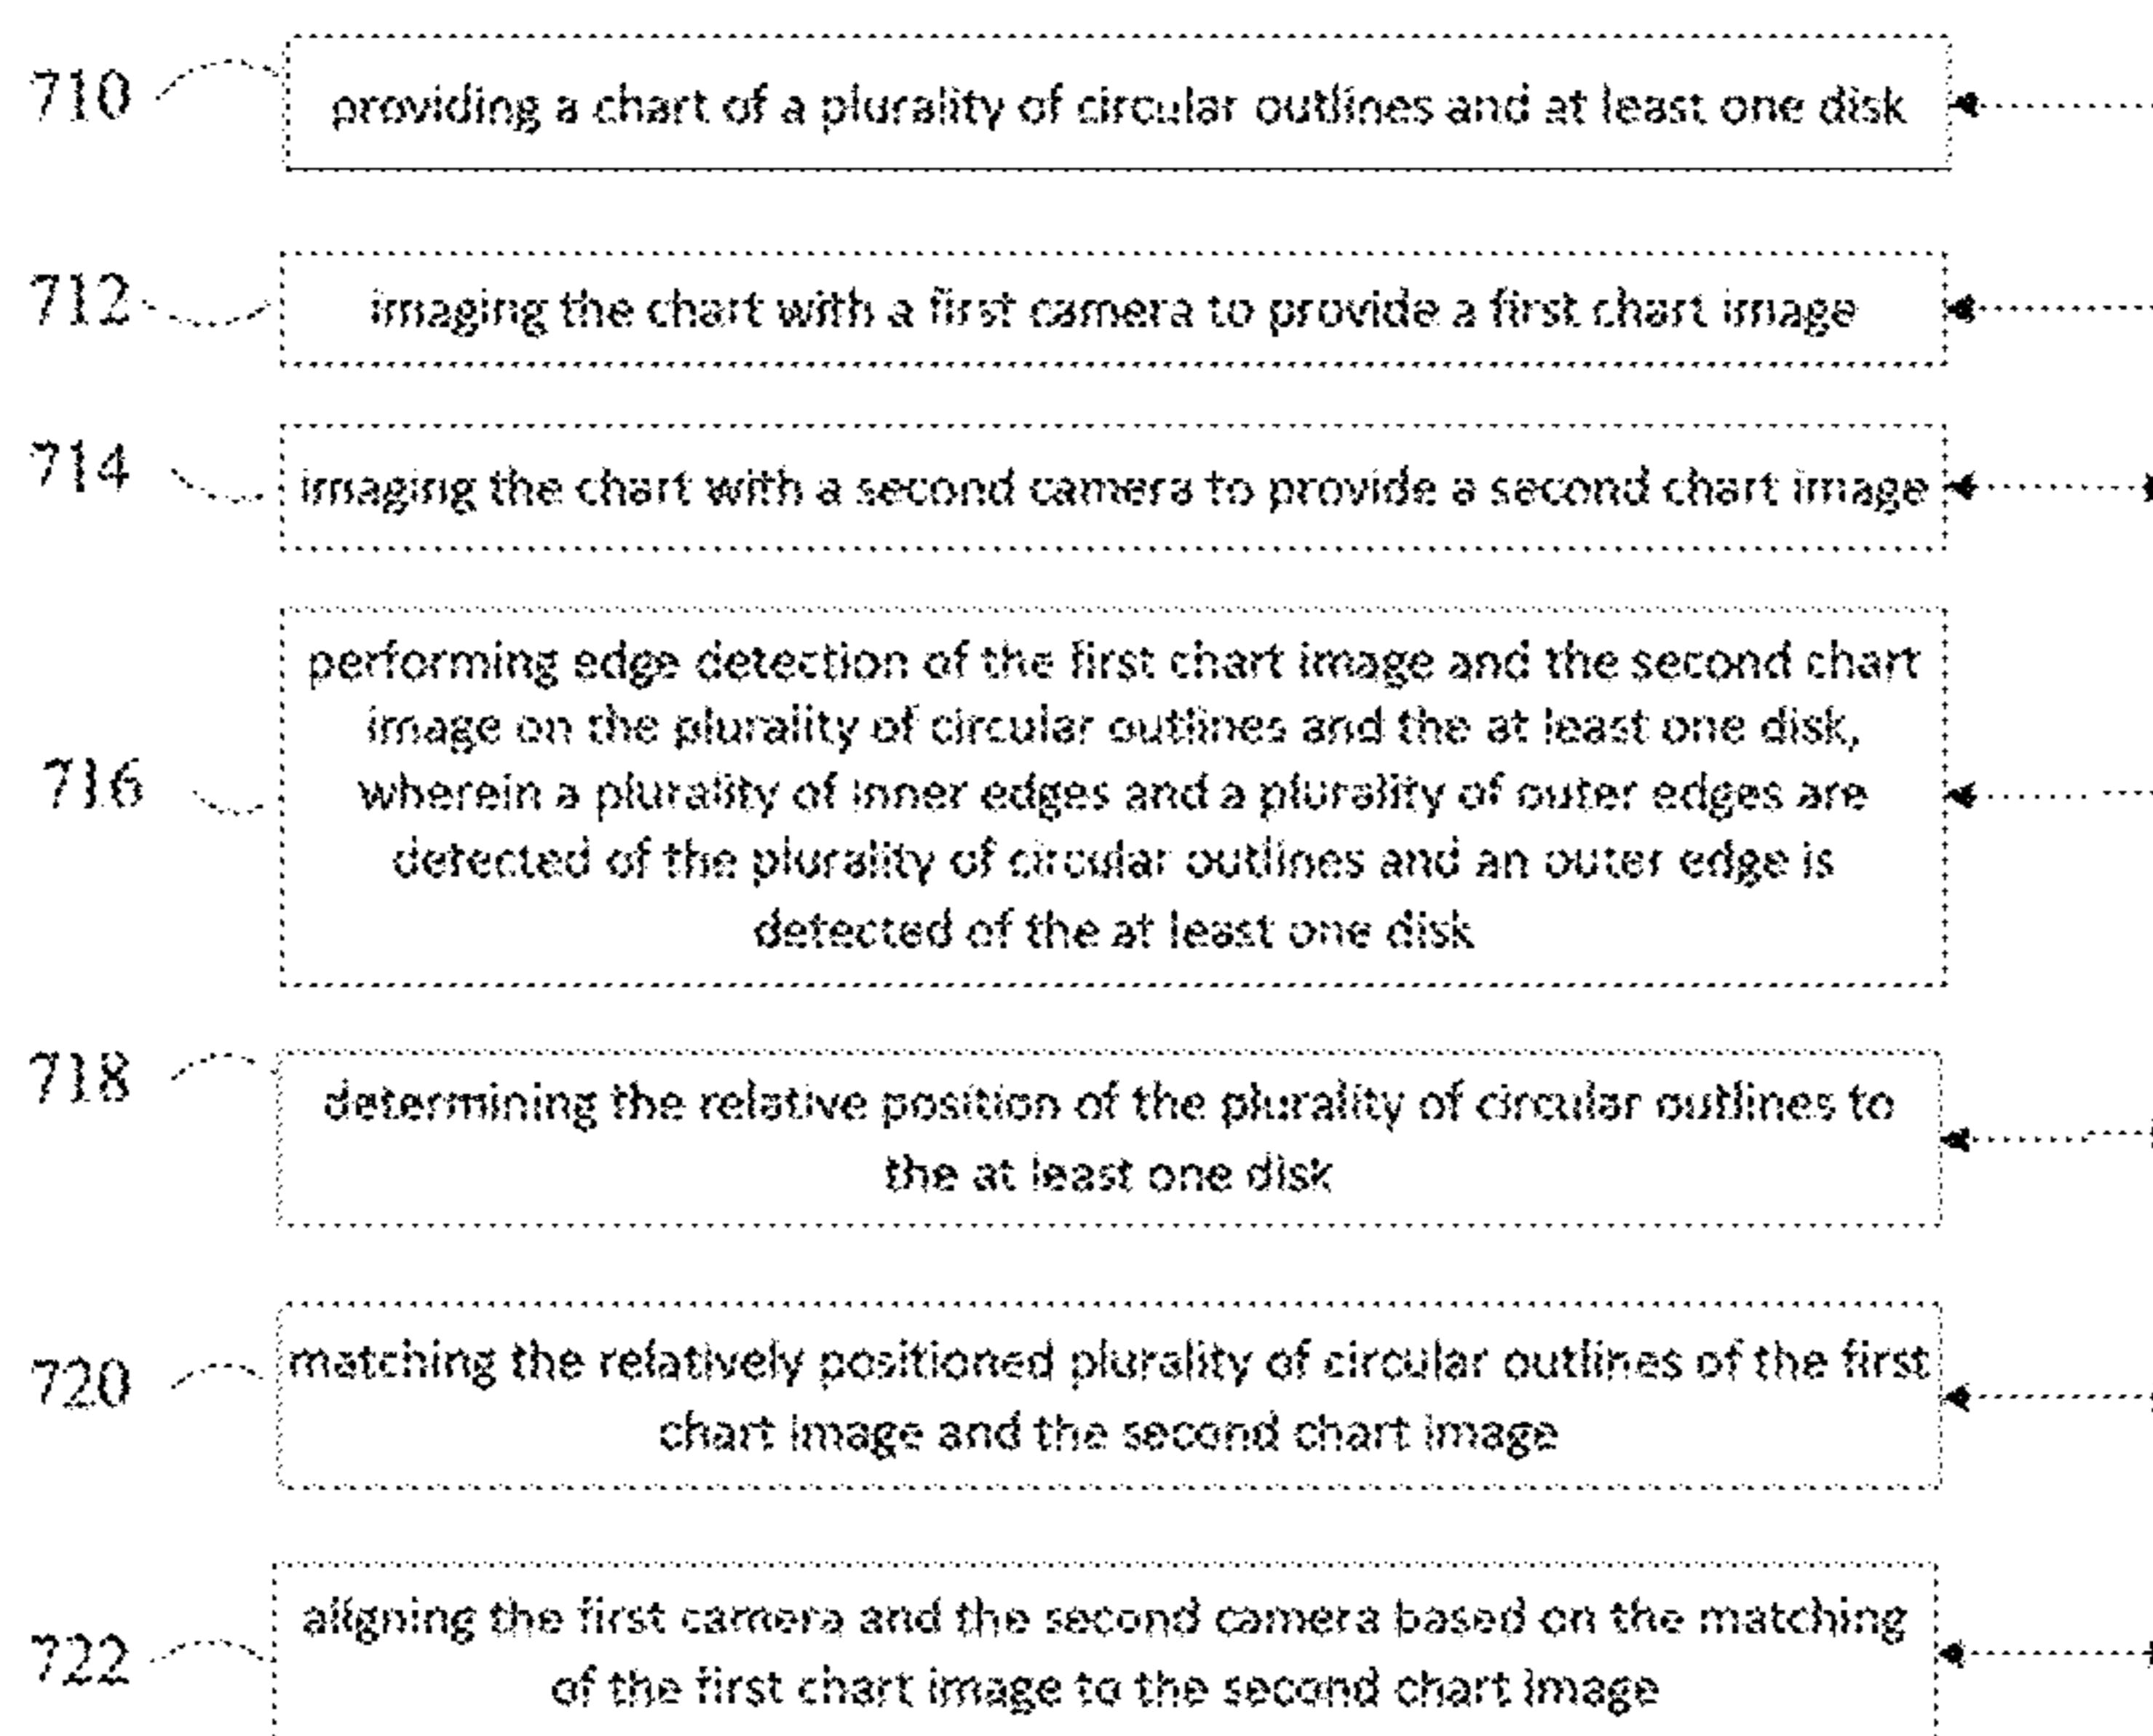 710
providing a chart of a plurality of circular outlines and at least one disk
712
imaging the chart with a first camera to provide a first chart image
714
imaging the chart with a second camera to provide a second chart image
performing edge detection of the first chart image and the second chart
image on the plurality of circular outlines and the at least one disk,
716
wherein a plurality of inner edges and a plurality of outer edges are
detected of the plurality of circular outlines and an outer edge is
detected of the at least one disk
718
determining the relative position of the plurality of circular outlines to
the at least one disk
720
matching the relatively positioned plurality of circular outlines of the first
chart image and the second chart image
722
aligning the first camera and the second camera based on the matching
of the first chart image to the second chart image